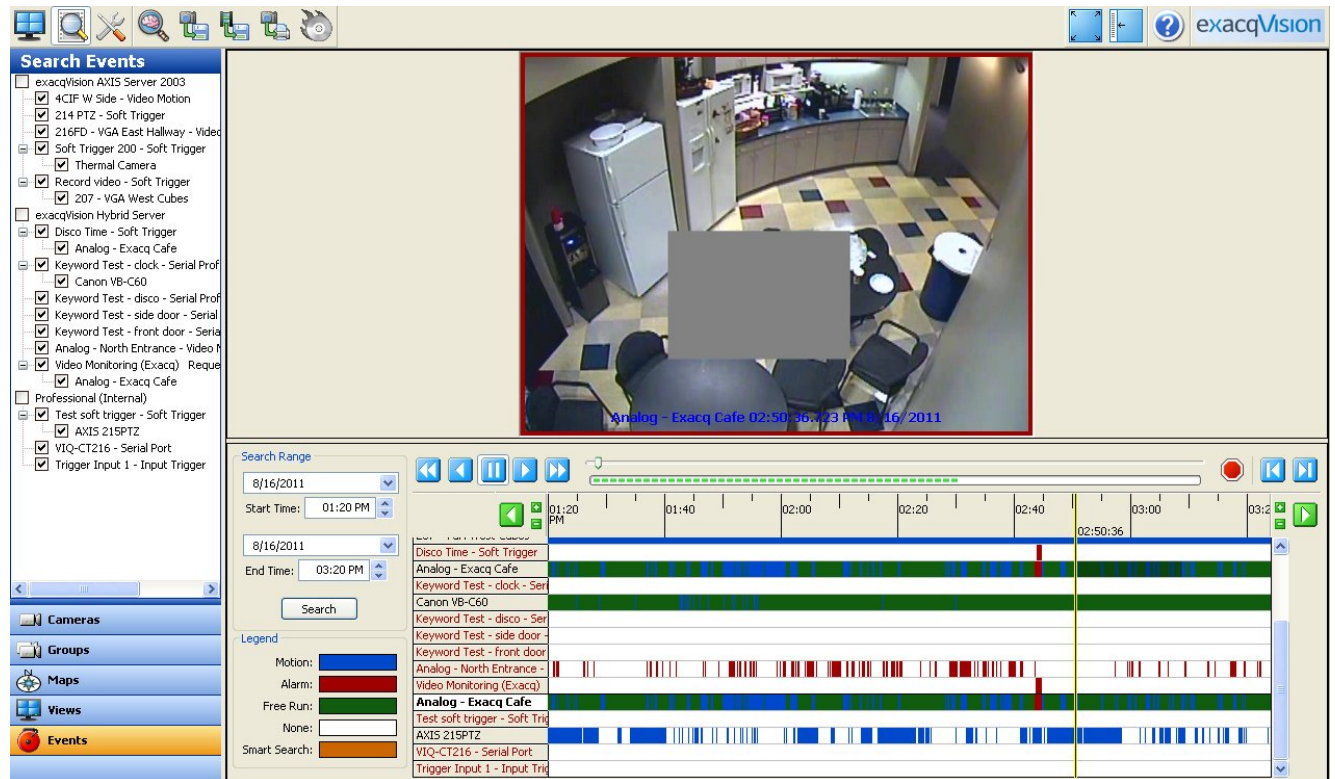 exacqVision
Search Events
exacqVision AXIS Server 2003
4CIF W Side - Video Motion
214 PTZ - Soft Trigger
216FD - VGA East Hallway - Video
Soft Trigger 200 - Soft Trigger
Thermal Camera
Record video - Soft Trigger
207 - VGA West Cubes
exacqVision Hybrid Server
Disco Time - Soft Trigger
Analog - Exacq Cafe
Keyword Test - clock - Serial Prof
Canon VB-C60
Keyword Test - disco - Serial Prof
Keyword Test - side door - Serial
Keyword Test - front door - Seria
Analog - North Entrance - Video M
Video Monitoring (Exacq) Reque
Analog - Exacq Cafe
Professional (Internal)
Test soft trigger - Soft Trigger
AXIS 215PTZ
VIQ-CT216 - Serial Port
Trigger Input 1 - Input Trigger
Cameras
Groups
N
Maps
Views
Events
Analog - Exacq Cafe 02:50:36.723 PM 8/16/2011
Search Range
8/16/2011
Start Time: 01:20 PM
8/16/2011
End Time: 03:20 PM
Search
Legend
Motion:
Alarm:
Free Run:
None:
Smart Search:
01:20 PM 01:40 02:00 02:20 02:40 03:00 03:2
02:50:36
Disco Time - Soft Trigger
Analog - Exacq Cafe
Keyword Test - clock - Seri
Canon VB-C60
Keyword Test - disco - Ser
Keyword Test - side door -
Keyword Test - front door
Analog - North Entrance -
Video Monitoring (Exacq)
Analog - Exacq Cafe
Test soft trigger - Soft Trig
AXIS 215PTZ
VIQ-CT216 - Serial Port
Trigger Input 1 - Input Trig